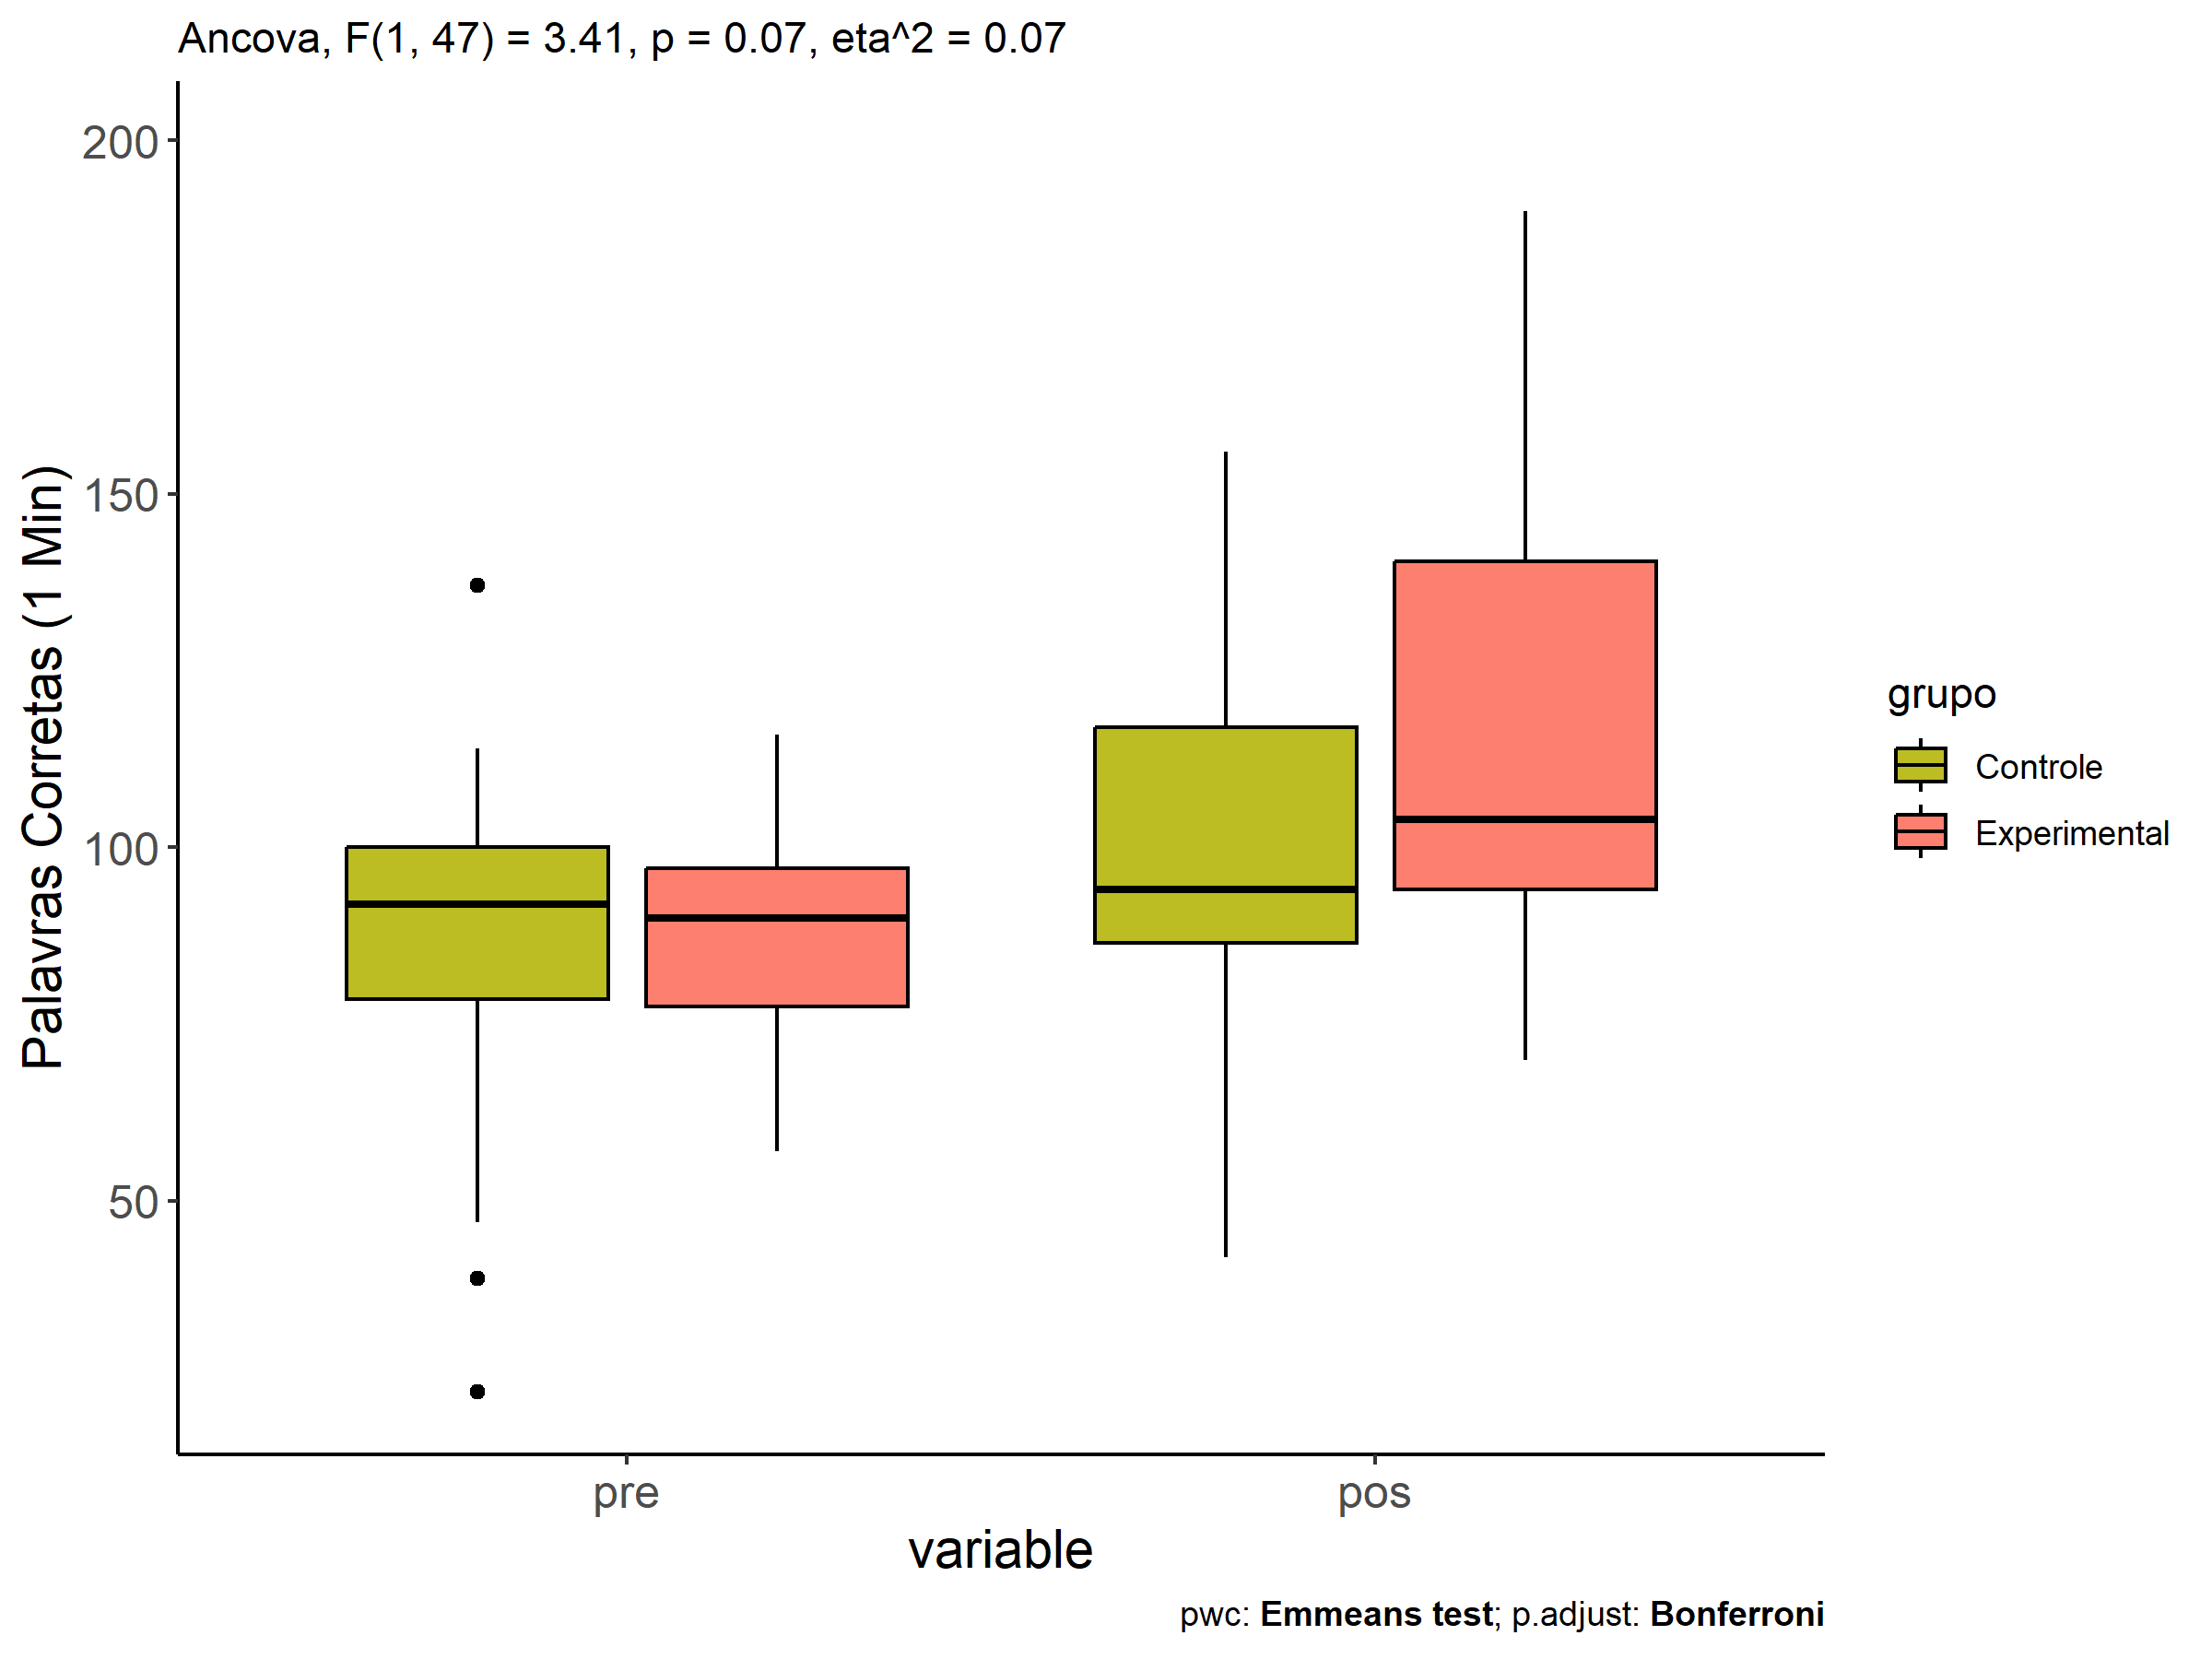 Ancova, F(1, 47) = 3.41, p = 0.07, eta^2 = 0.07
Palavras Corretas (1 Min)
200
150
100
50
pre
pos
variable
grupo
Controle
Experimental
pwc: Emmeans test; p.adjust: Bonferroni